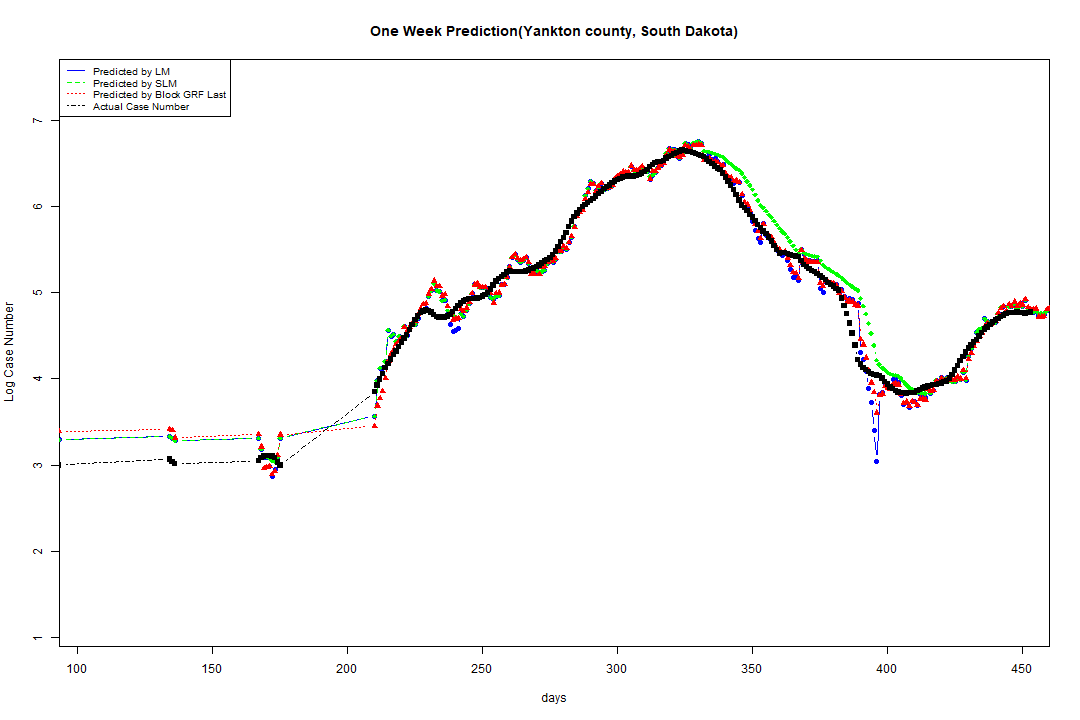 One Week Prediction(Yankton county, South Dakota)
Predicted by LM
Predicted by SLM
Predicted by Block GRF Last
Actual Case Number
7
6
5
4
3
2
1
Log Case Number
100 150 200 250 300 350 400 450
days